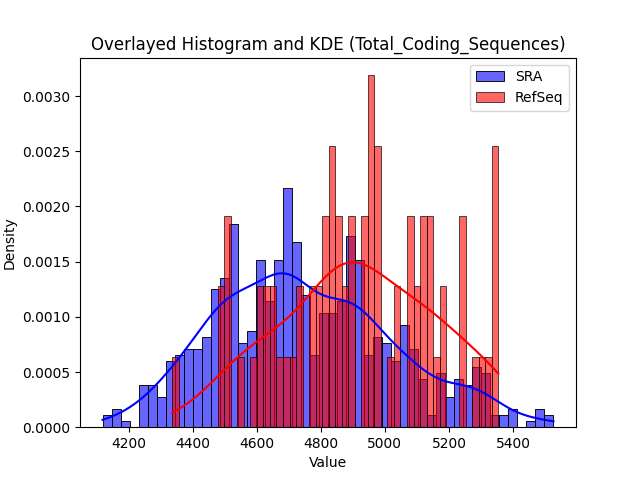 Overlayed Histogram and KDE (Total_Coding_Sequences)
SRA
RefSeq
0.0030
0.0025
0.0020
0.0015
0.0010
0.0005
0.0000
Density
4200 4400 4600 4800 5000 5200 5400
Value